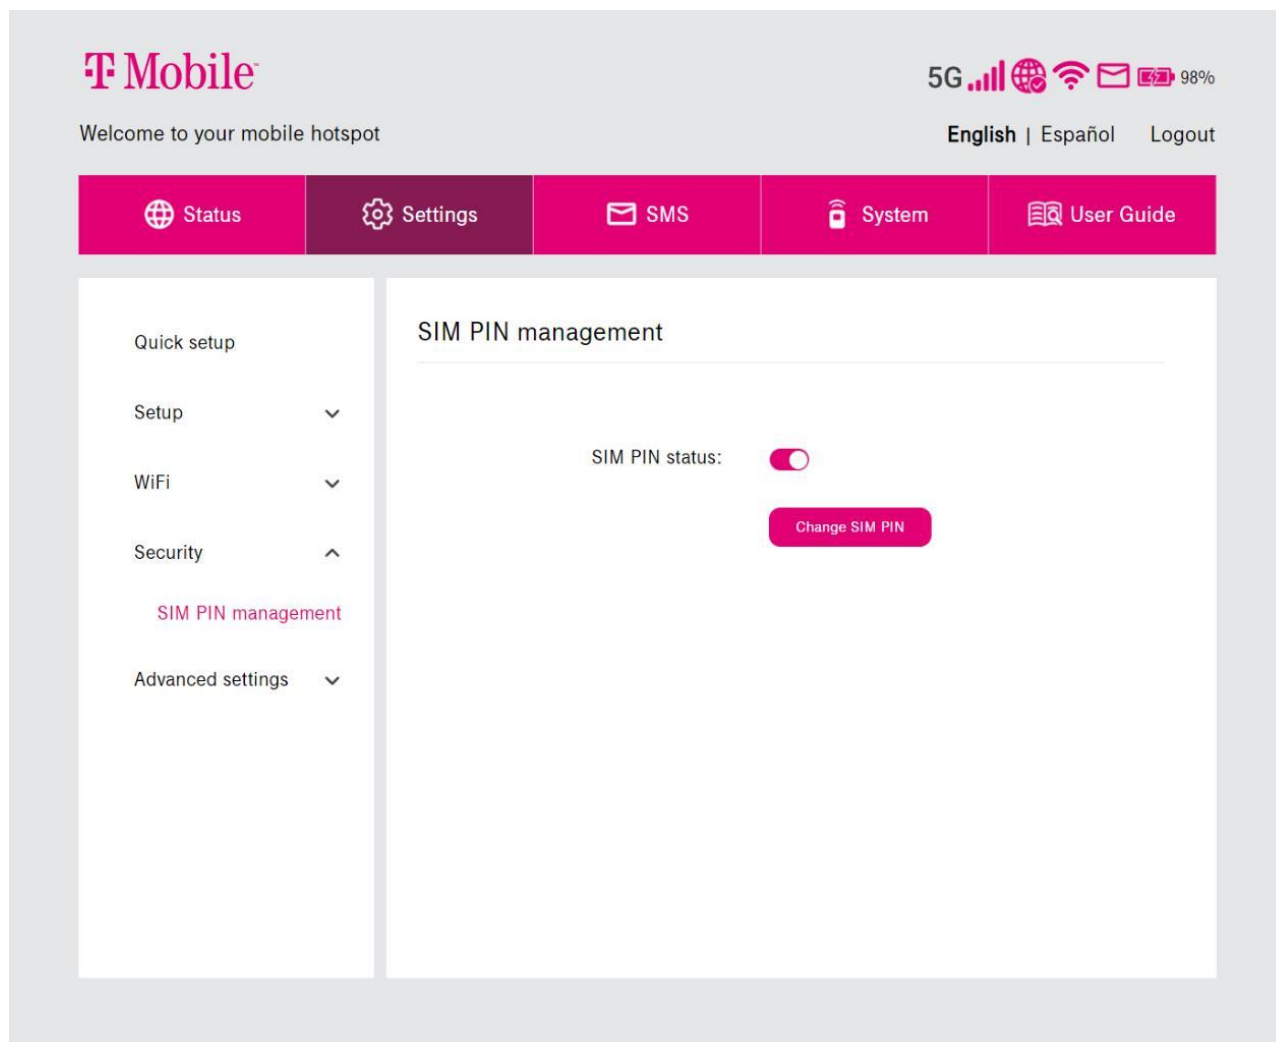 T Mobile™
5G 98%
Welcome to your mobile hotspot
English | Español Logout
Status Settings SMS System User Guide
Quick setup
Setup
WiFi
Security
SIM PIN management
Advanced settings
SIM PIN management
SIM PIN status:
Change SIM PIN